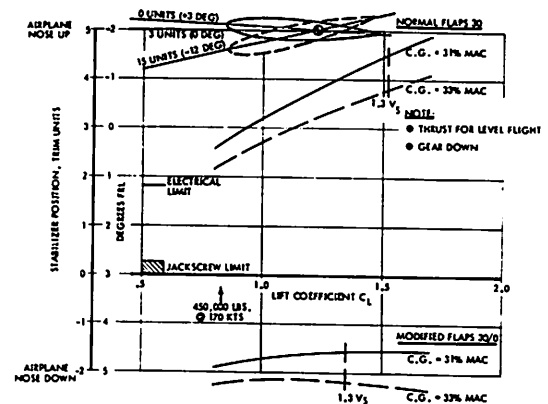 AIRPLANE
NOSE UP
0 UNITS (+3 DEG)
3 UNITS (0 DEG)
15 UNITS (-12 DEG)
NORMAL FLAPS 30
C.G. = 31% MAC
C.G. = 33% MAC
1.3 VS
NOTE:
● THRUST FOR LEVEL FLIGHT
● GEAR DOWN
STABILIZER POSITION, TRIM UNITS
DEGREES FRL
5 -2
4 -1
3 0
2 1
1 2
0 3
-1 4
-2 5
ELECTRICAL
LIMIT
JACKSCREW LIMIT
.5 1.0 1.5 2.0
LIFT COEFFICIENT CL
450,000 LBS.
@ 170 KTS
MODIFIED FLAPS 30/0
C.G. = 31% MAC
1.3 VS
C.G. = 33% MAC
AIRPLANE
NOSE DOWN